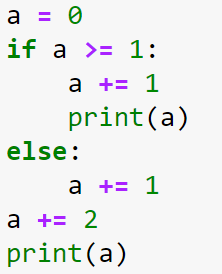 a = 0
if a >= 1:
    a += 1
    print(a)
else:
    a += 1
a += 2
print(a)